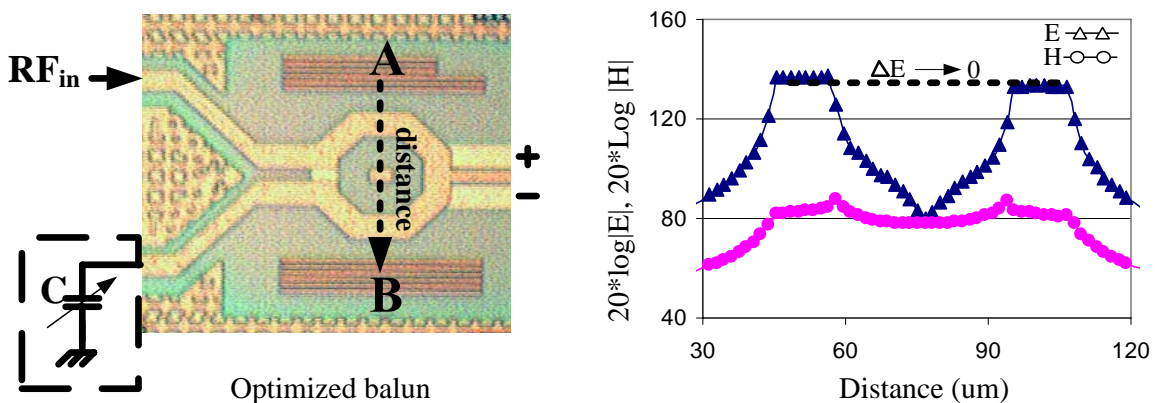 RFin
A
distance
B
+
−
C
Optimized balun
20*log|E|, 20*Log |H|
160
120
80
40
E
H
ΔE → 0
30
60
90
120
Distance (um)